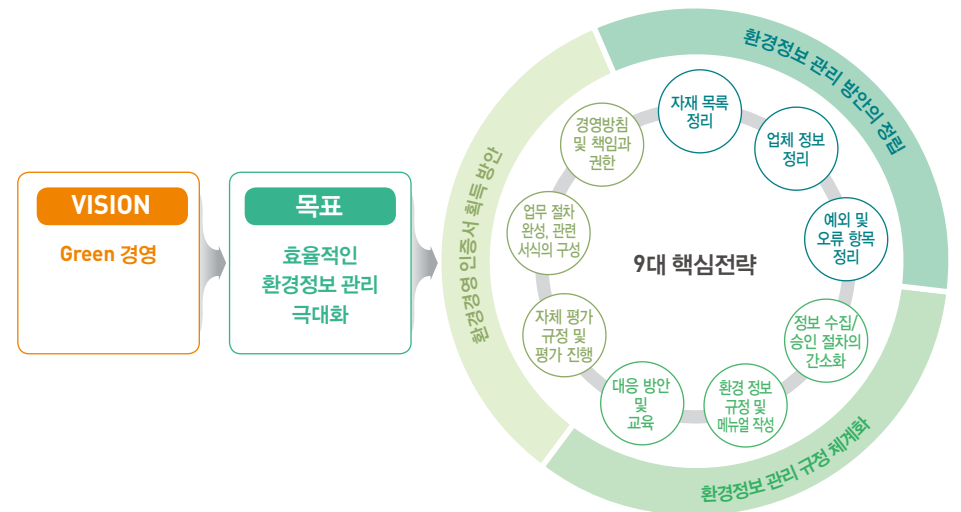 VISION
Green 경영
목표
효율적인
환경정보 관리
극대화
9대 핵심전략
환경정보 관리 방안의 정립
자재 목록
정리
업체 정보
정리
예외 및
오류 항목
정리
환경정보 관리 규정 체계화
정보 수집/
승인 절차의
간소화
환경 정보
규정 및
메뉴얼 작성
대응 방안
및
교육
환경경영 인증서 획득 방안
자체 평가
규정 및
평가 진행
업무 절차
완성, 관련
서식의 구성
경영방침
및 책임과
권한